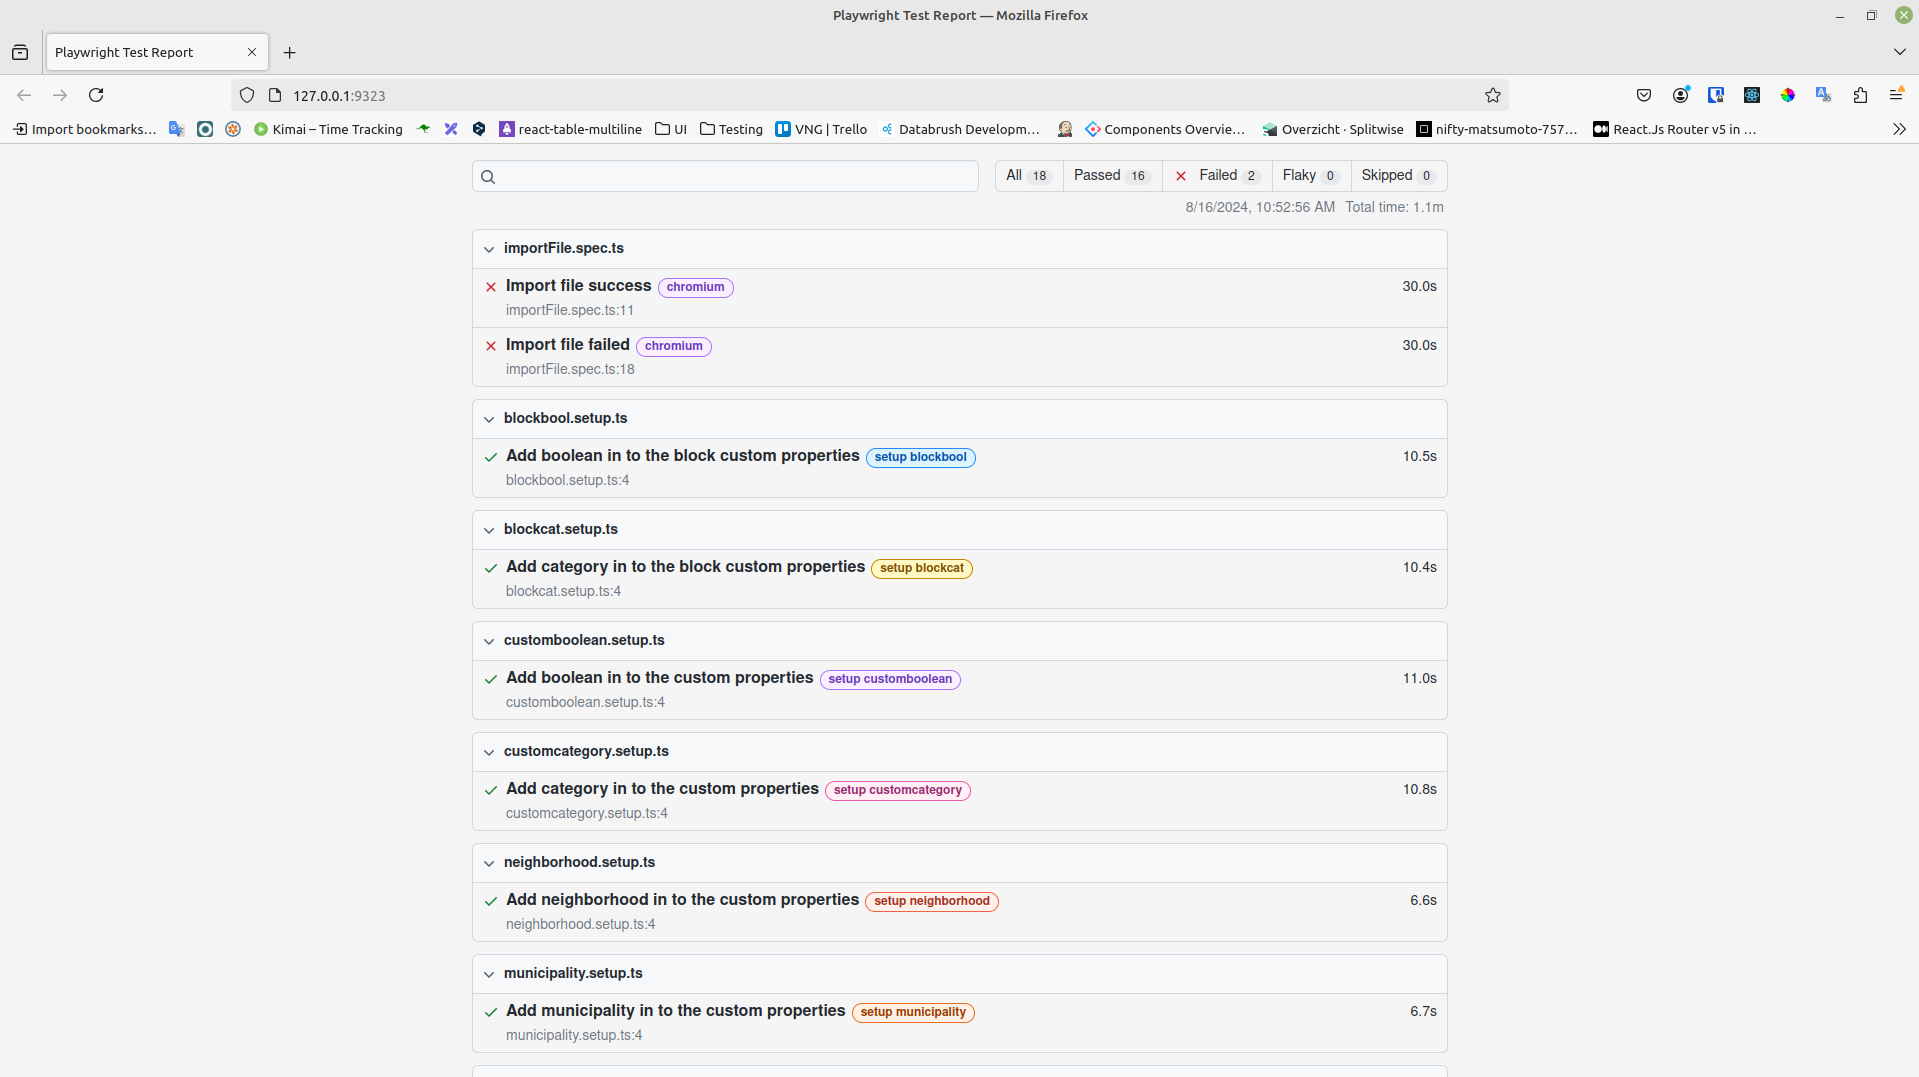 Playwright Test Report — Mozilla Firefox
Playwright Test Report
127.0.0.1:9323
Import bookmarks… Kimai – Time Tracking react-table-multiline UI Testing VNG | Trello Databrush Developm… Components Overvie… Overzicht · Splitwise nifty-matsumoto-757… React.Js Router v5 in …
All 18 Passed 16 Failed 2 Flaky 0 Skipped 0
8/16/2024, 10:52:56 AM Total time: 1.1m
importFile.spec.ts
Import file success chromium 30.0s
importFile.spec.ts:11
Import file failed chromium 30.0s
importFile.spec.ts:18
blockbool.setup.ts
Add boolean in to the block custom properties setup blockbool 10.5s
blockbool.setup.ts:4
blockcat.setup.ts
Add category in to the block custom properties setup blockcat 10.4s
blockcat.setup.ts:4
customboolean.setup.ts
Add boolean in to the custom properties setup customboolean 11.0s
customboolean.setup.ts:4
customcategory.setup.ts
Add category in to the custom properties setup customcategory 10.8s
customcategory.setup.ts:4
neighborhood.setup.ts
Add neighborhood in to the custom properties setup neighborhood 6.6s
neighborhood.setup.ts:4
municipality.setup.ts
Add municipality in to the custom properties setup municipality 6.7s
municipality.setup.ts:4